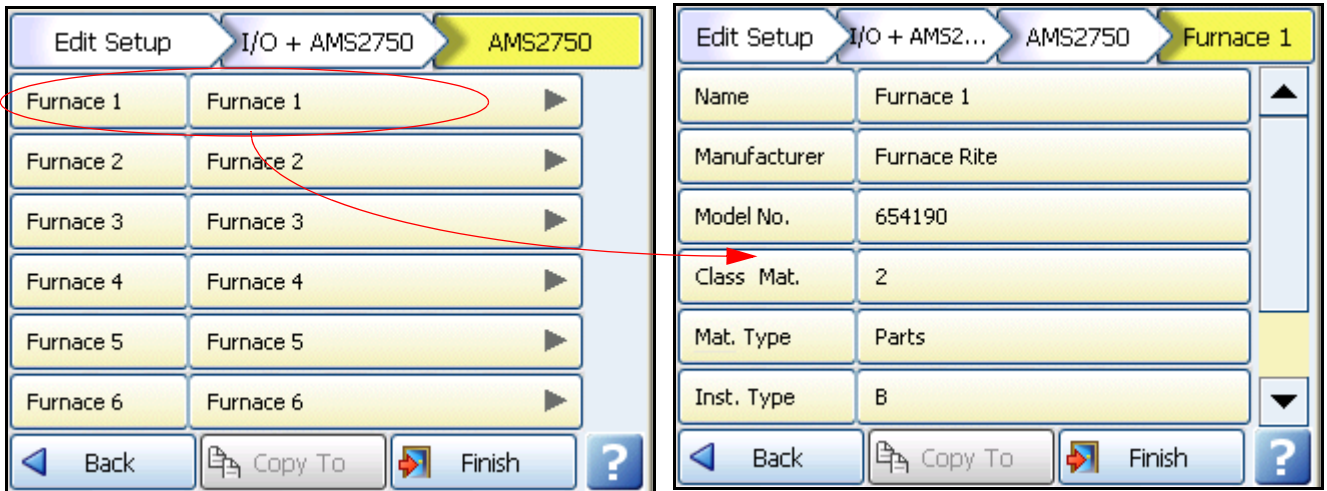 Edit Setup I/O + AMS2750 AMS2750
Furnace 1 Furnace 1
Furnace 2 Furnace 2
Furnace 3 Furnace 3
Furnace 4 Furnace 4
Furnace 5 Furnace 5
Furnace 6 Furnace 6
Back Copy To Finish ?
Edit Setup I/O + AMS2... AMS2750 Furnace 1
Name Furnace 1
Manufacturer Furnace Rite
Model No. 654190
Class Mat. 2
Mat. Type Parts
Inst. Type B
Back Copy To Finish ?